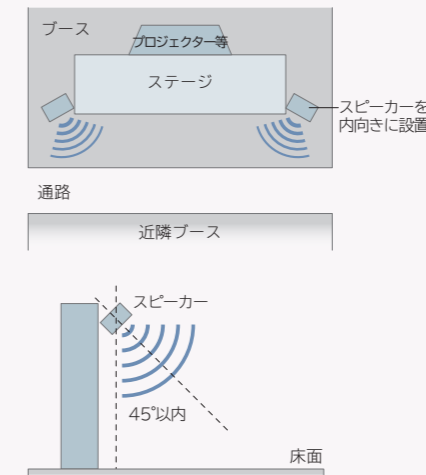 ブース
プロジェクター等
ステージ
スピーカーを
内向きに設置
通路
近隣ブース
スピーカー
45°以内
床面